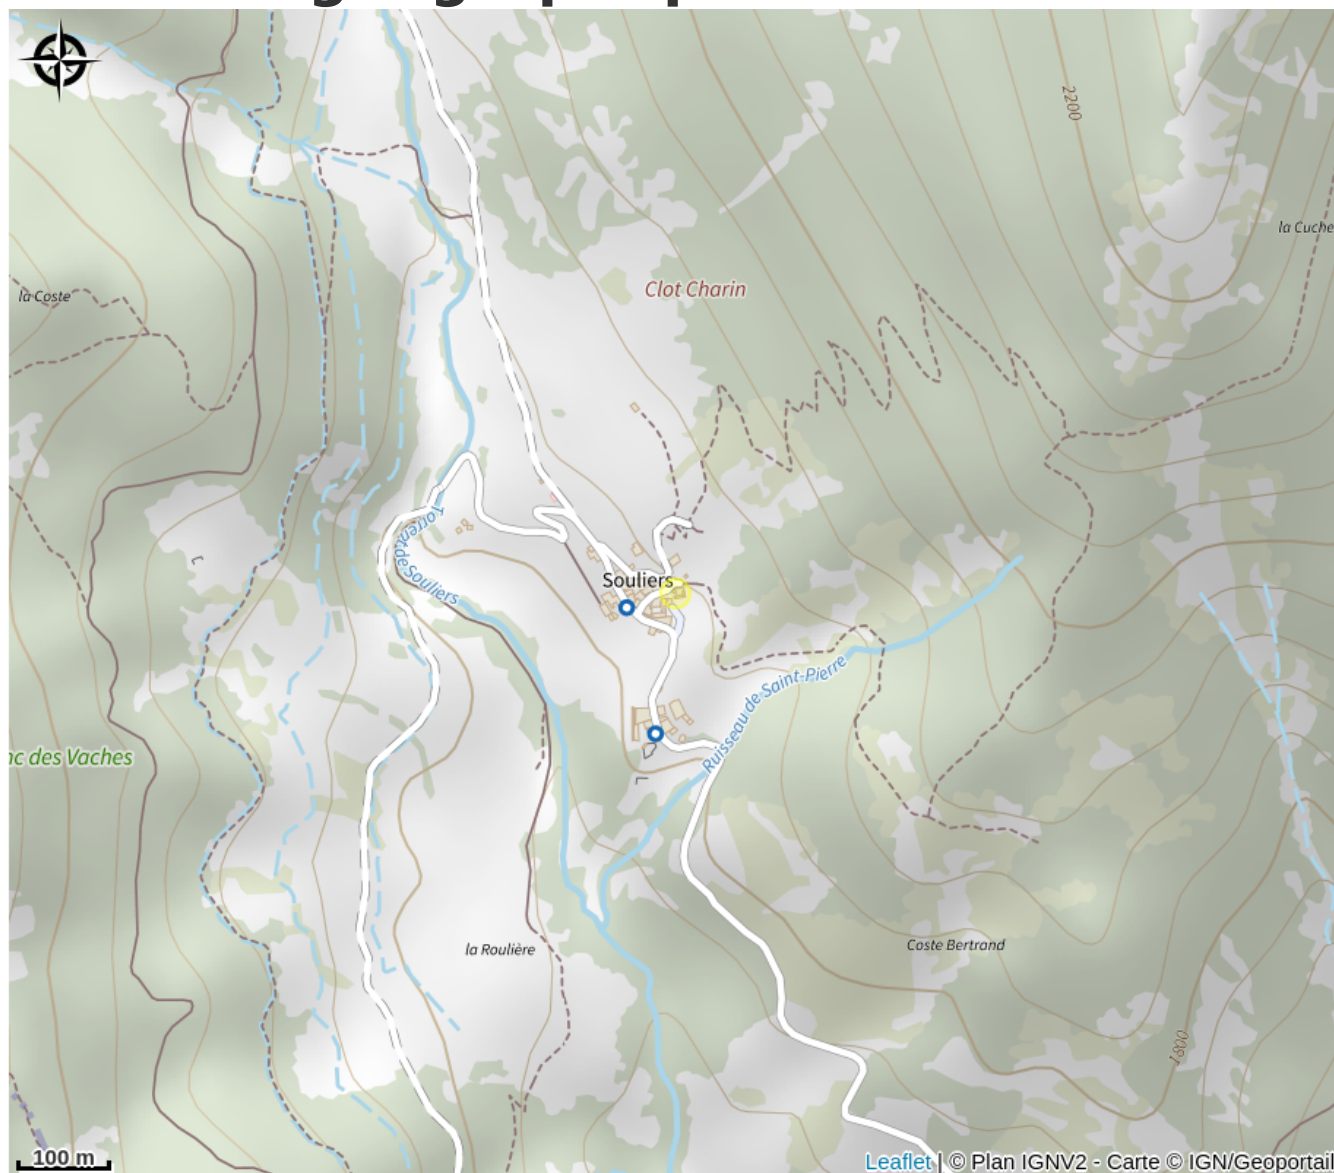 2200
la Cuche
Clot Charin
la Coste
Torrent de Souliers
Souliers
Ruisseau de Saint-Pierre
nc des Vaches
la Roulière
Coste Bertrand
1800
100 m
Leaflet | © Plan IGNV2 - Carte © IGN/Geoportail